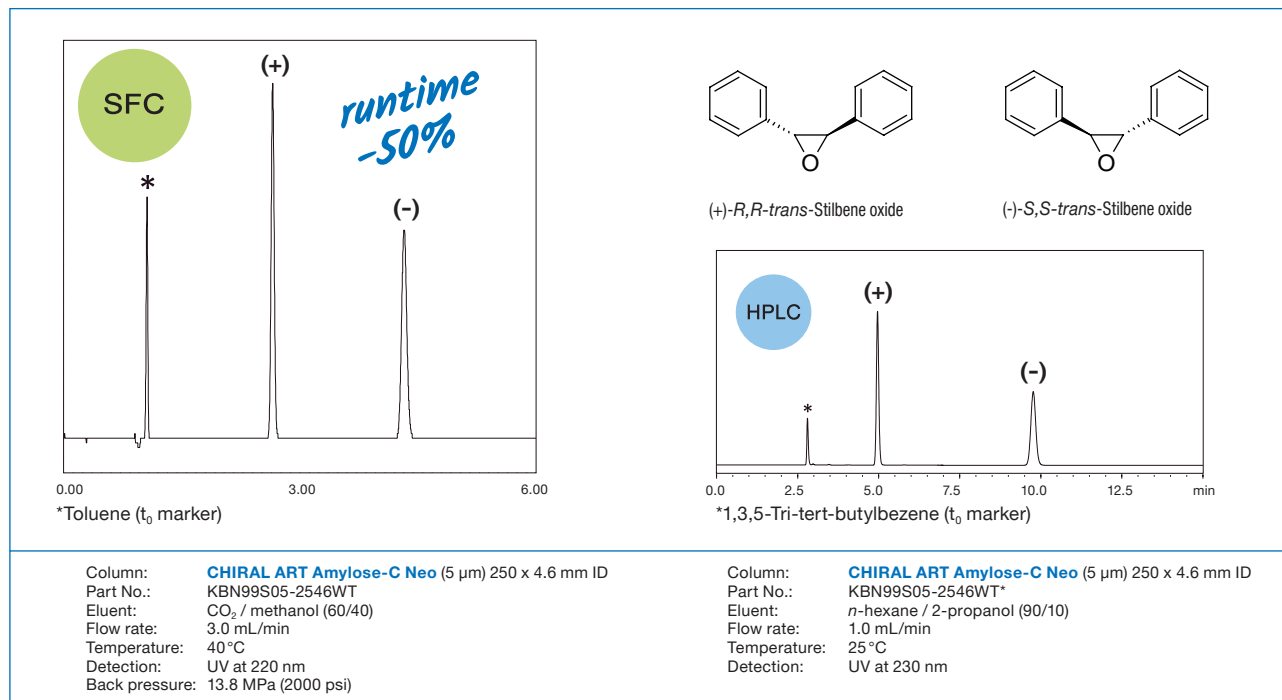 SFC
(+)
runtime
-50%
*
(-)
0.00 3.00 6.00
*Toluene (t₀ marker)
O
O
(+)-R,R-trans-Stilbene oxide
(-)-S,S-trans-Stilbene oxide
HPLC
(+)
(-)
*
0.0 2.5 5.0 7.5 10.0 12.5 min
*1,3,5-Tri-tert-butylbezene (t₀ marker)
Column: CHIRAL ART Amylose-C Neo (5 µm) 250 x 4.6 mm ID
Part No.: KBN99S05-2546WT
Eluent: CO₂ / methanol (60/40)
Flow rate: 3.0 mL/min
Temperature: 40 °C
Detection: UV at 220 nm
Back pressure: 13.8 MPa (2000 psi)
Column: CHIRAL ART Amylose-C Neo (5 µm) 250 x 4.6 mm ID
Part No.: KBN99S05-2546WT*
Eluent: n-hexane / 2-propanol (90/10)
Flow rate: 1.0 mL/min
Temperature: 25 °C
Detection: UV at 230 nm